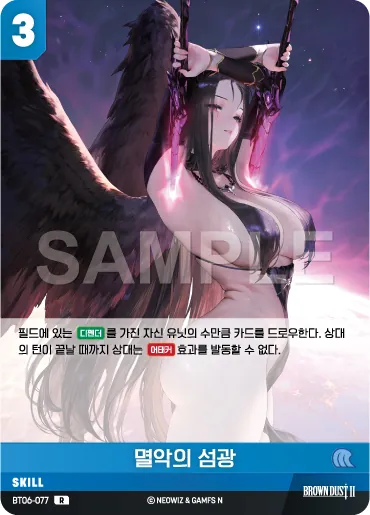 3
SAMPLE
필드에 있는 디펜더 를 가진 자신 유닛의 수만큼 카드를 드로우한다. 상대
의 턴이 끝날 때까지 상대는 어태커 효과를 발동할 수 없다.
멸악의 섬광
SKILL
BT06-077 R ⓒ NEOWIZ & GAMFS N BROWN DUST II